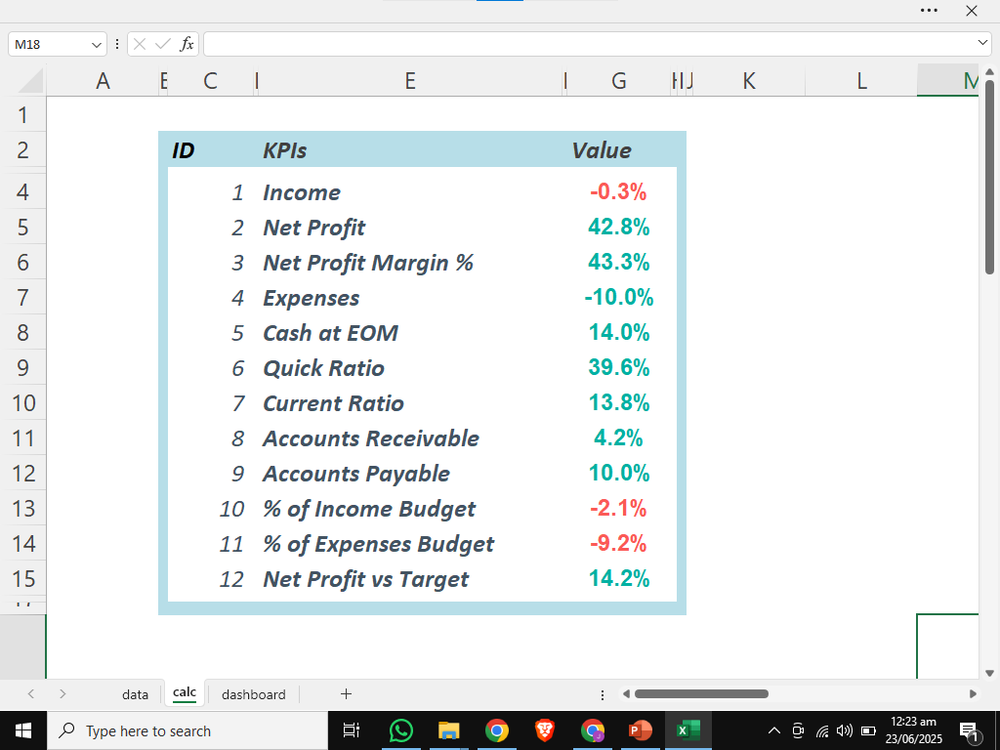 M18
fx
A B C E G H I J K L M
1
2 ID KPIs Value
4 1 Income -0.3%
5 2 Net Profit 42.8%
6 3 Net Profit Margin % 43.3%
7 4 Expenses -10.0%
8 5 Cash at EOM 14.0%
9 6 Quick Ratio 39.6%
10 7 Current Ratio 13.8%
11 8 Accounts Receivable 4.2%
12 9 Accounts Payable 10.0%
13 10 % of Income Budget -2.1%
14 11 % of Expenses Budget -9.2%
15 12 Net Profit vs Target 14.2%
data calc dashboard
Type here to search
12:23 am
23/06/2025
1